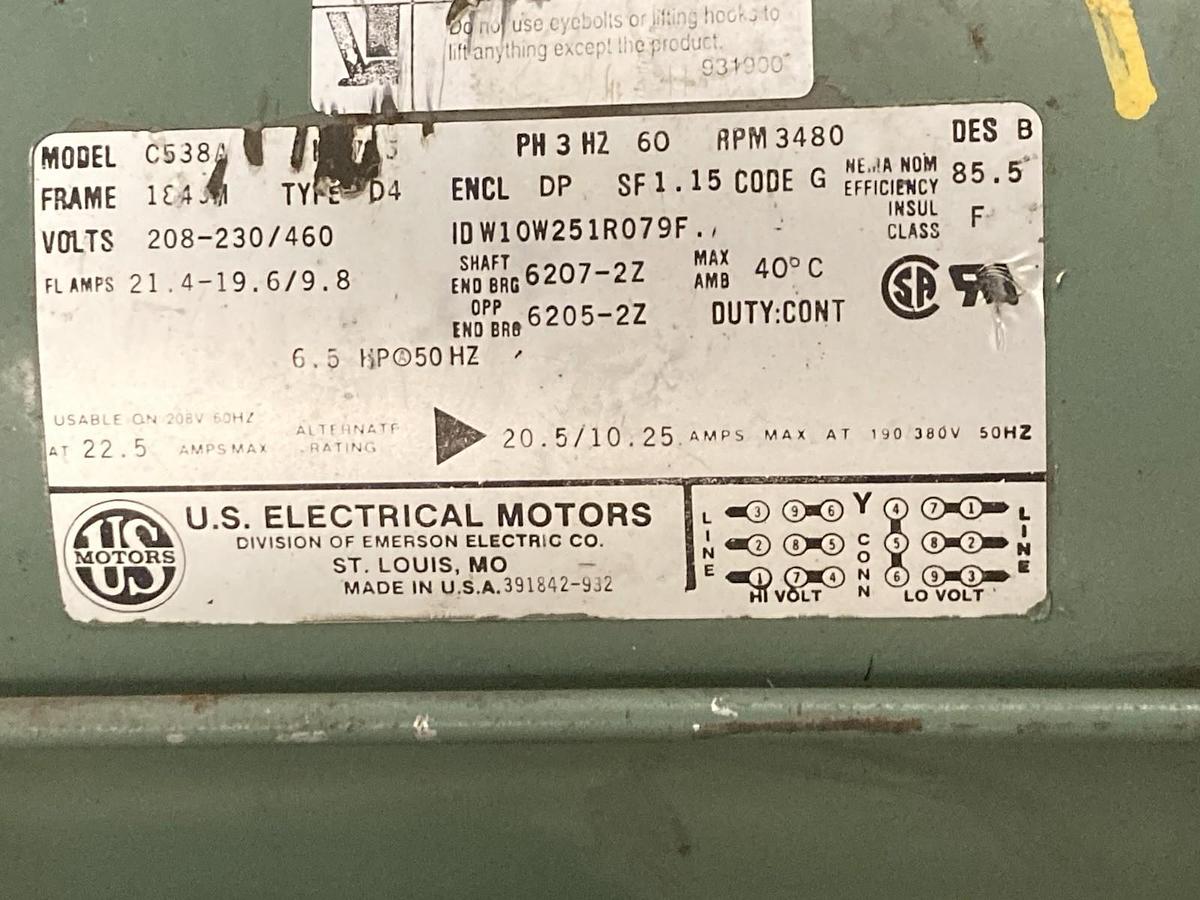 Do not use eyebolts or lifting hooks to
lift anything except the product.
931900
MODEL C538A PH 3 HZ 60 RPM 3480 DES B
FRAME TYPE D4 ENCL DP SF 1.15 CODE G NEMA NOM EFFICIENCY 85.5
VOLTS 208-230/460 ID W10W251R079F INSUL CLASS F
FL AMPS 21.4-19.6/9.8 SHAFT END BRG 6207-2Z MAX AMB 40°C
OPP END BRG 6205-2Z DUTY:CONT
6.5 HP@50 HZ
USABLE ON 208V 60HZ
AT 22.5 AMPS MAX
ALTERNATE
RATING
20.5/10.25 AMPS MAX AT 190 380V 50HZ
SA
US
MOTORS
U.S. ELECTRICAL MOTORS
DIVISION OF EMERSON ELECTRIC CO.
ST. LOUIS, MO
MADE IN U.S.A. 391842-932
LINE 3 9 6 Y CONN 4 7 1 LINE
2 8 5 5 8 2
1 7 4 6 9 3
HI VOLT LO VOLT